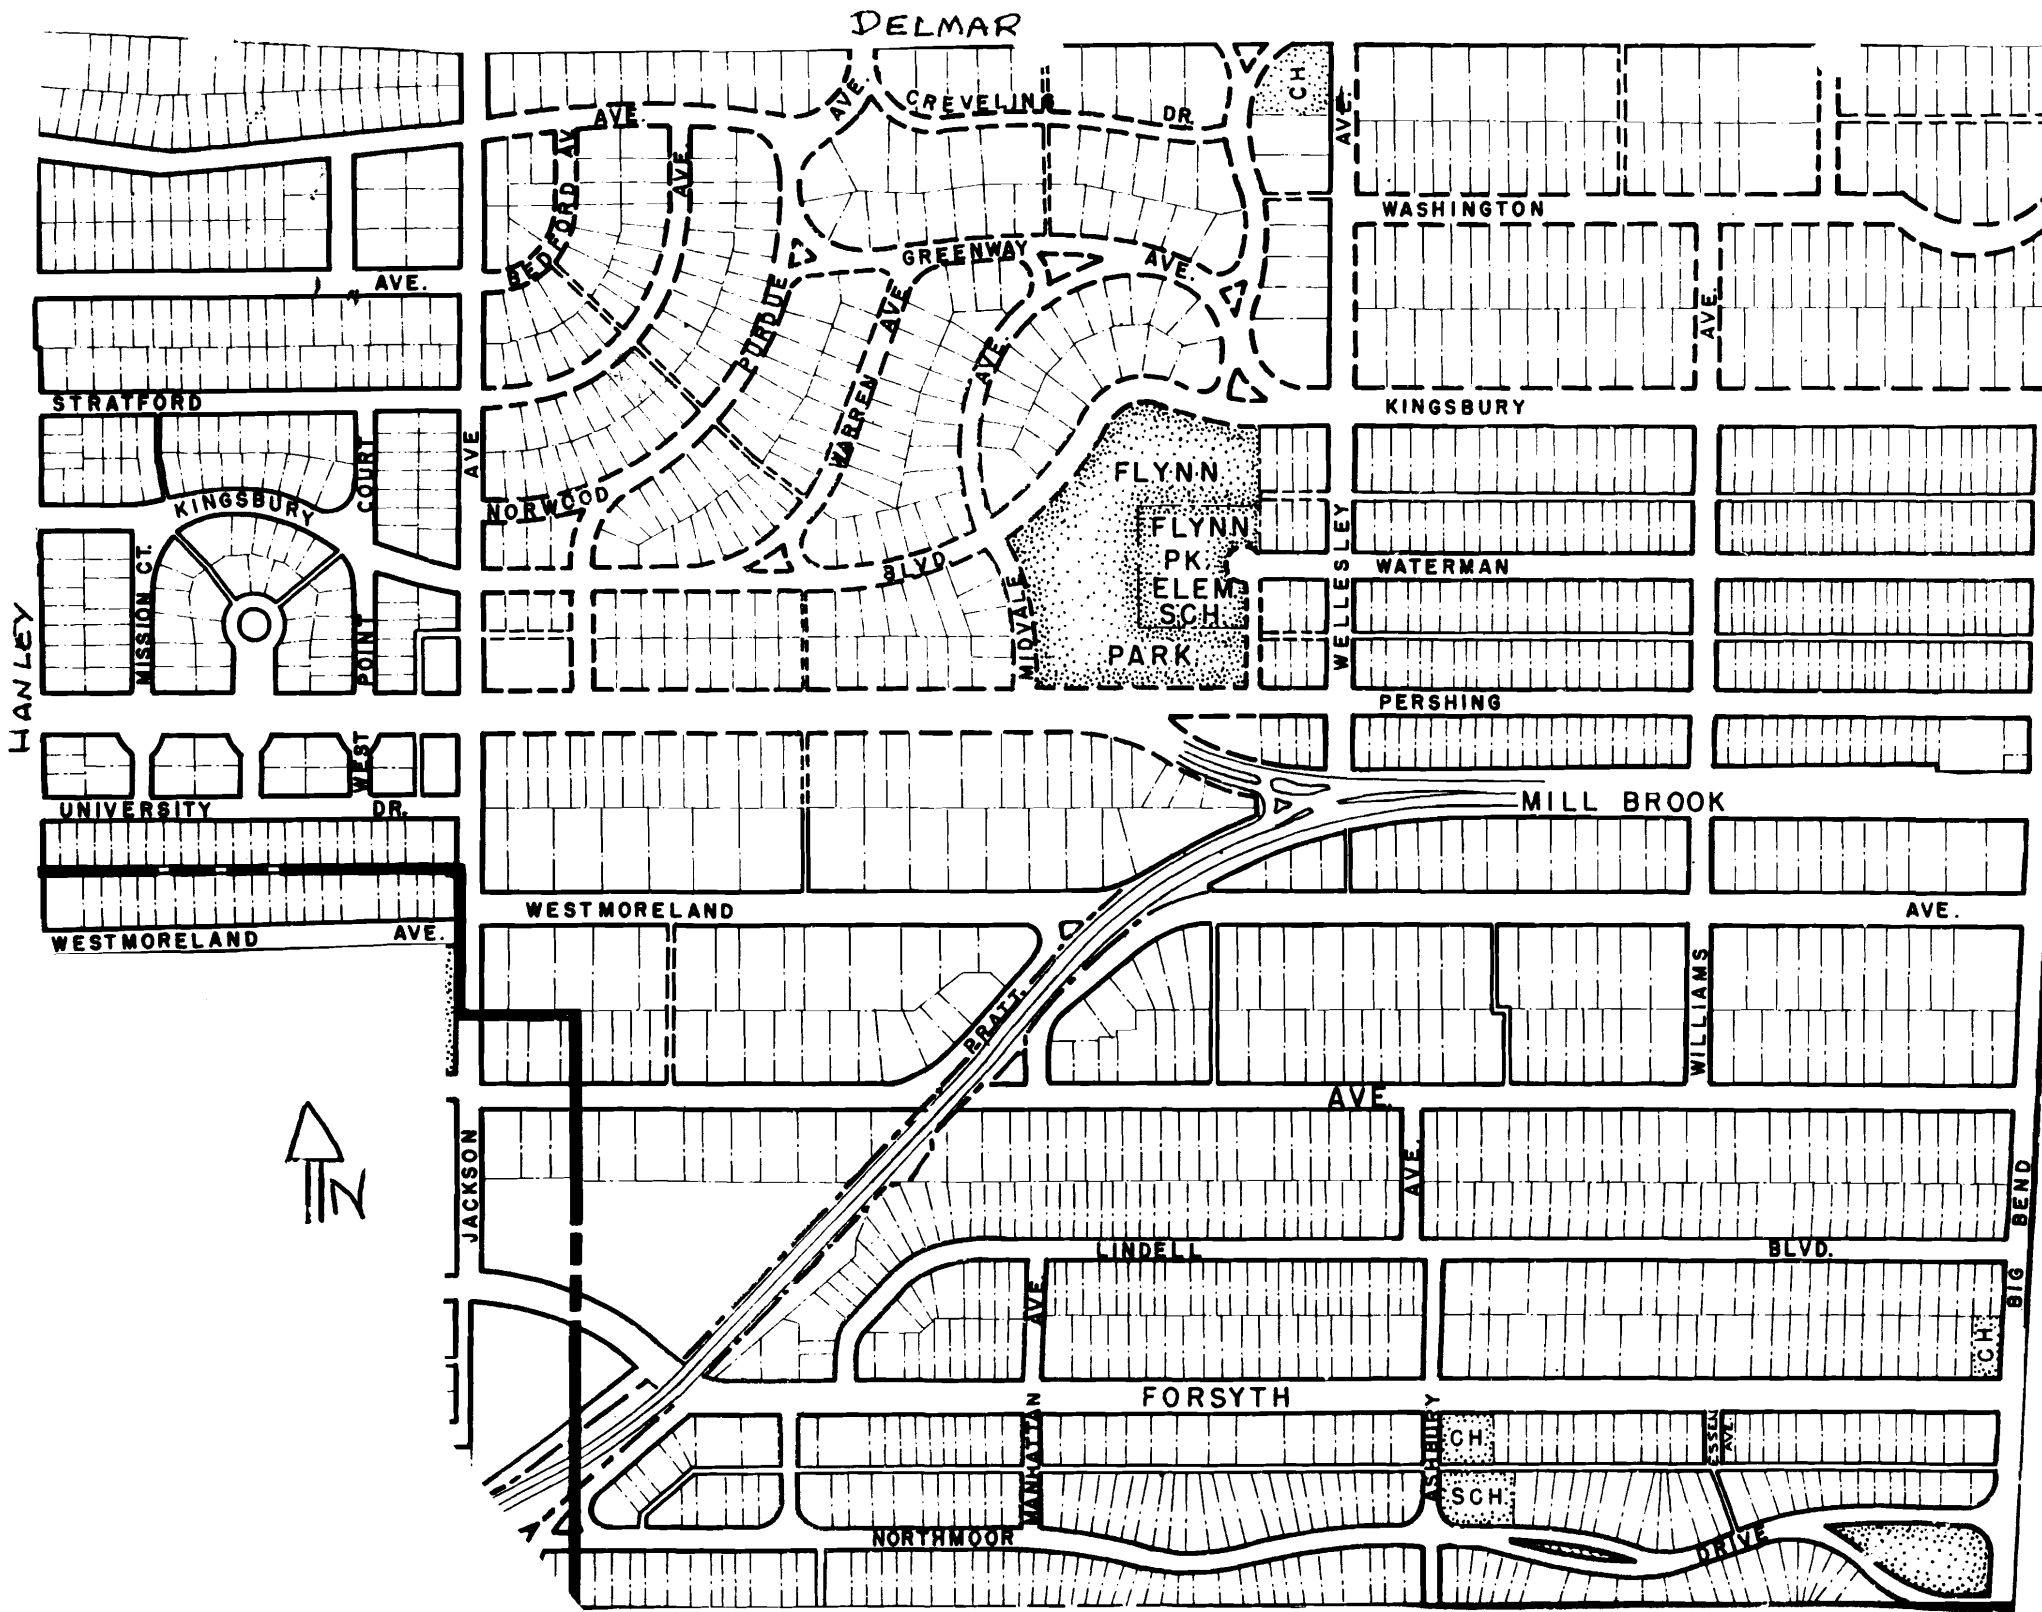 DELMAR
CREVELING
DR.
AVE.
CH
AVE.
AVE.
BEDFORD AV
AVE.
WASHINGTON
GREENWAY
AVE.
AVE.
PURDUE
AVE.
AVE.
WARREN
AVE.
STRATFORD
KINGSBURY
COURT
AVE
KINGSBURY
NORWOOD
FLYNN
FLYNN
PK.
ELEM
SCH.
PARK
WELLESLEY
WATERMAN
BLVD
MIDVALE
HANLEY
MISSION CT.
POINT
WEST
PERSHING
UNIVERSITY
DR.
MILL BROOK
WESTMORELAND
AVE.
WESTMORELAND
AVE.
PRATT.
WILLIAMS
AVE.
N
JACKSON
AVE.
BIG BEND
LINDELL
BLVD.
AVE.
CH
FORSYTH
MANHATTAN
ASHBURY
CH
ESSEN
AVE.
SCH
NORTHMOOR
DRIVE